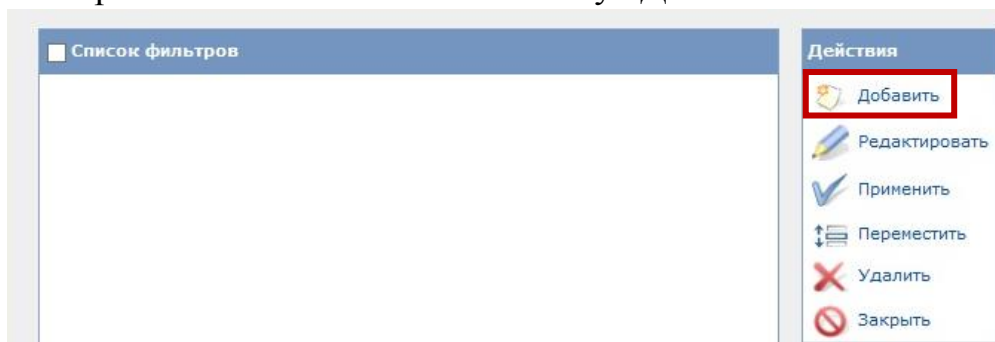 Список фильтров
Действия
Добавить
Редактировать
Применить
Переместить
Удалить
Закрыть